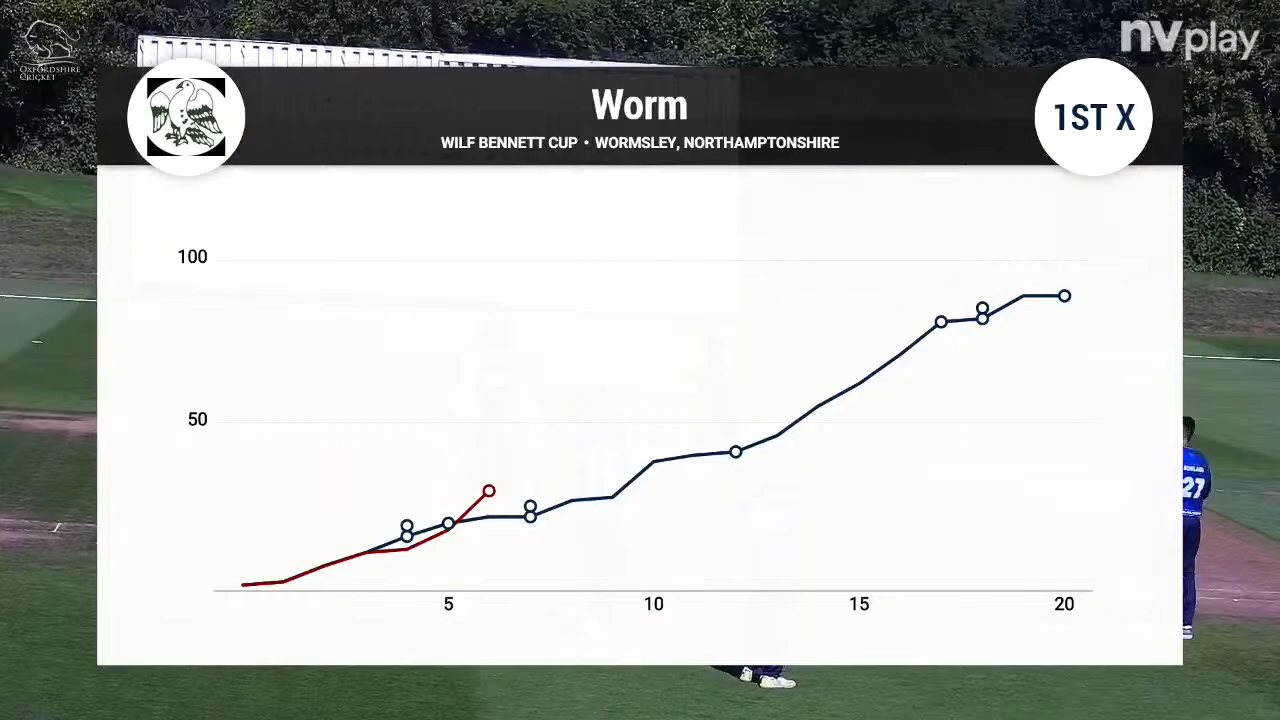 OXFORDSHIRE
CRICKET
nvplay
Worm
WILF BENNETT CUP • WORMSLEY, NORTHAMPTONSHIRE
1ST X
100
50
5
10
15
20
27